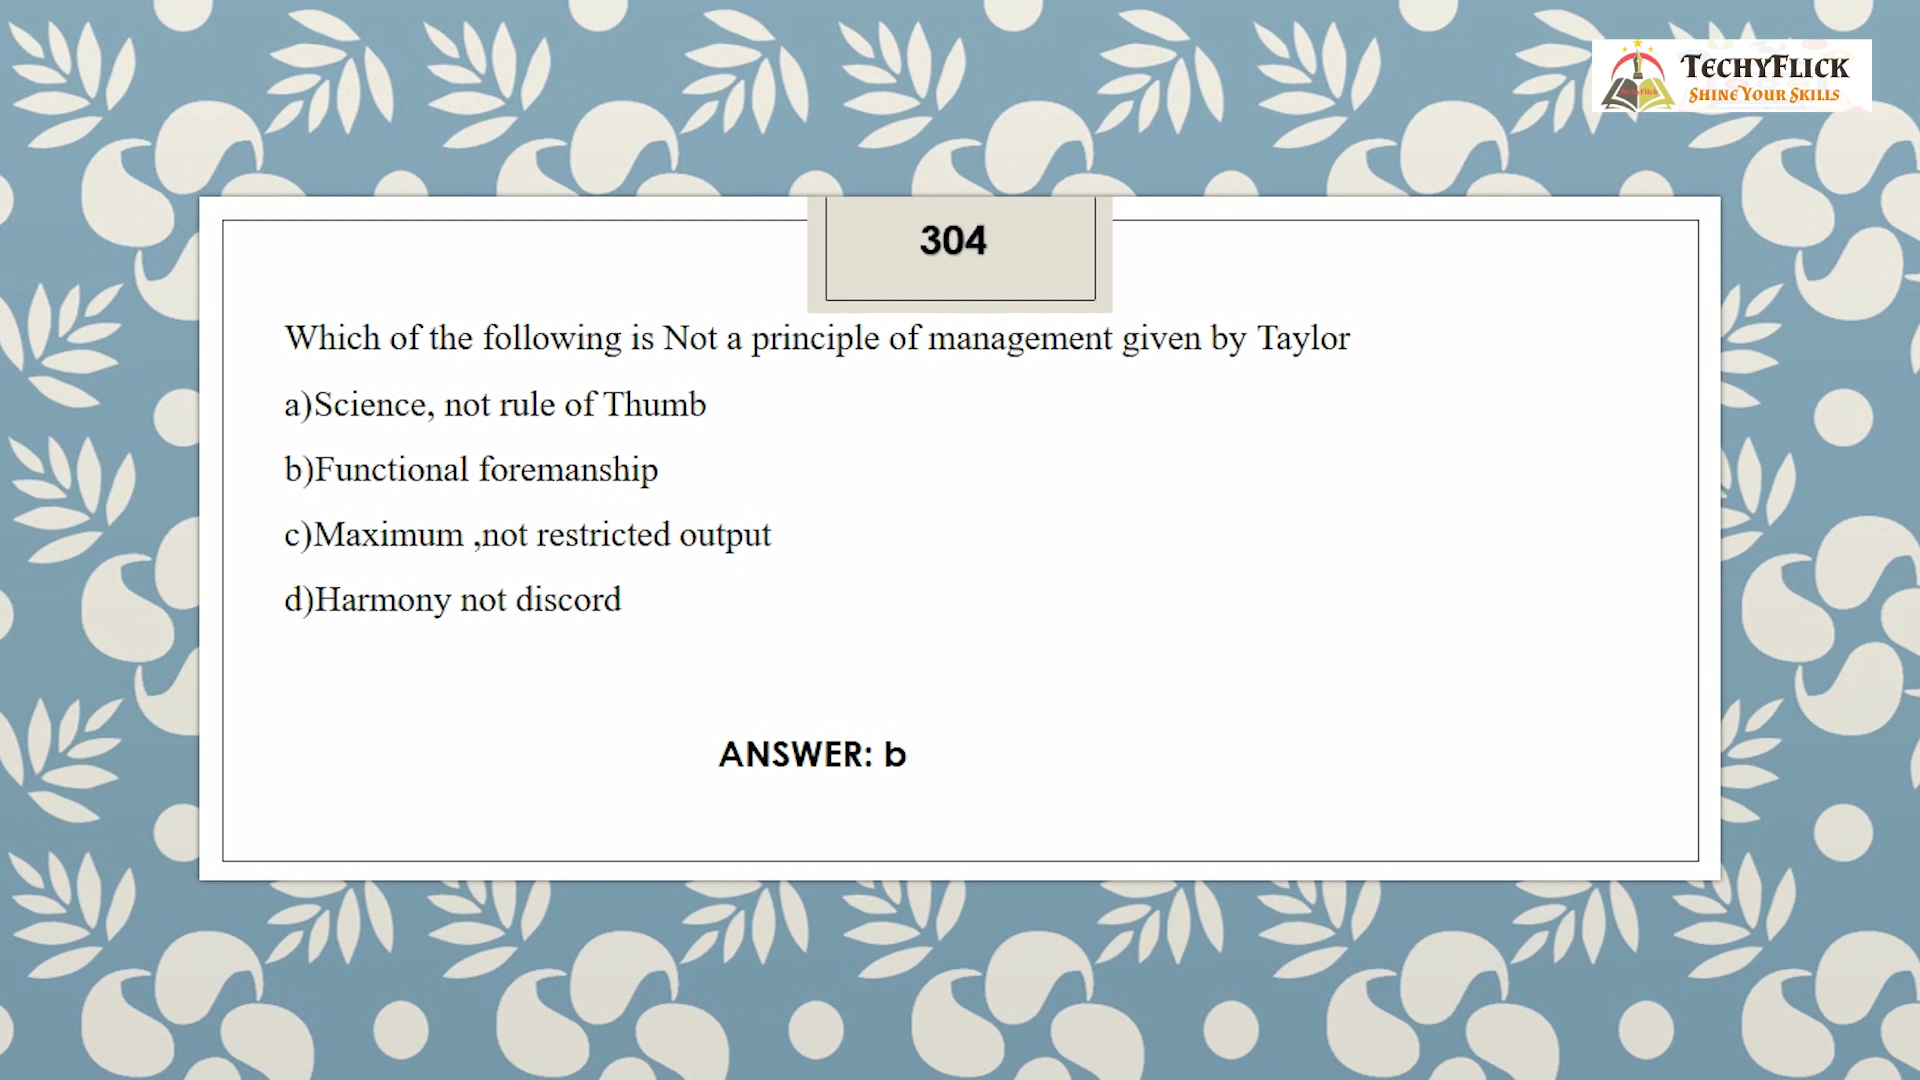 TECHYFLICK
SHINE YOUR SKILLS
304
Which of the following is Not a principle of management given by Taylor
a)Science, not rule of Thumb
b)Functional foremanship
c)Maximum ,not restricted output
d)Harmony not discord
ANSWER: b